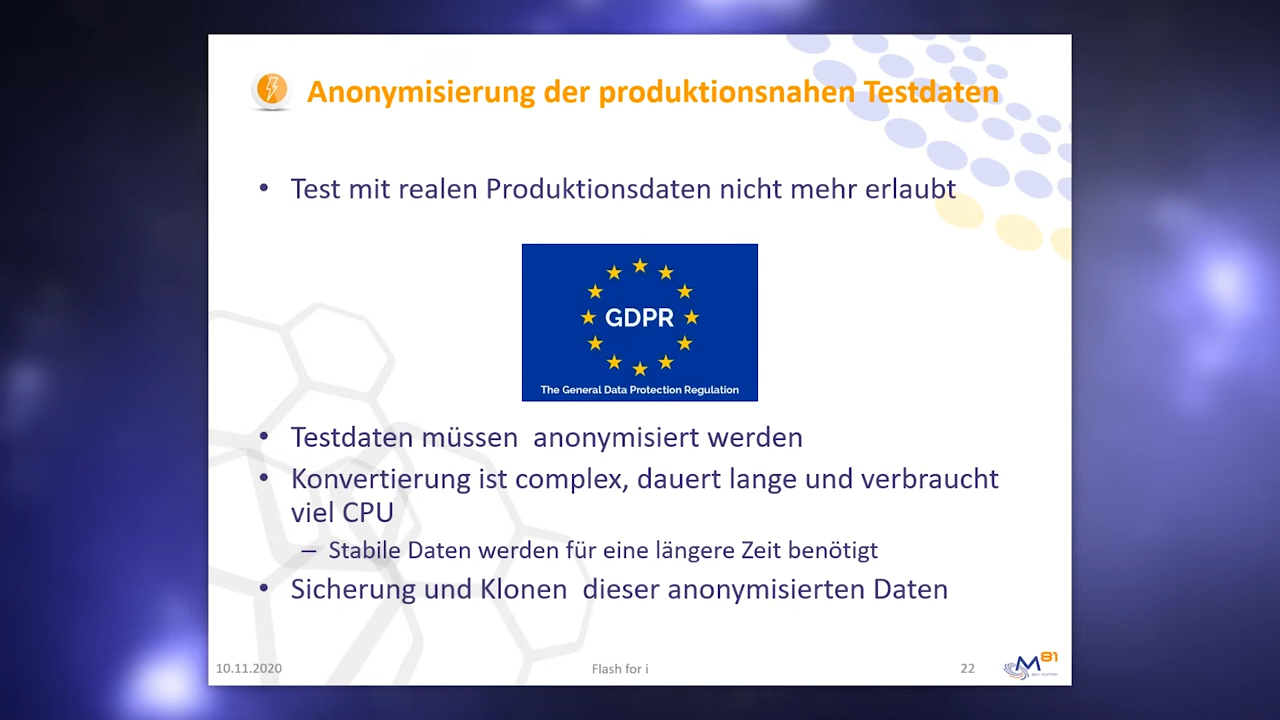 Anonymisierung der produktionsnahen Testdaten
• Test mit realen Produktionsdaten nicht mehr erlaubt
GDPR
The General Data Protection Regulation
• Testdaten müssen anonymisiert werden
• Konvertierung ist complex, dauert lange und verbraucht
viel CPU
– Stabile Daten werden für eine längere Zeit benötigt
• Sicherung und Klonen dieser anonymisierten Daten
10.11.2020
Flash for i
22
M81